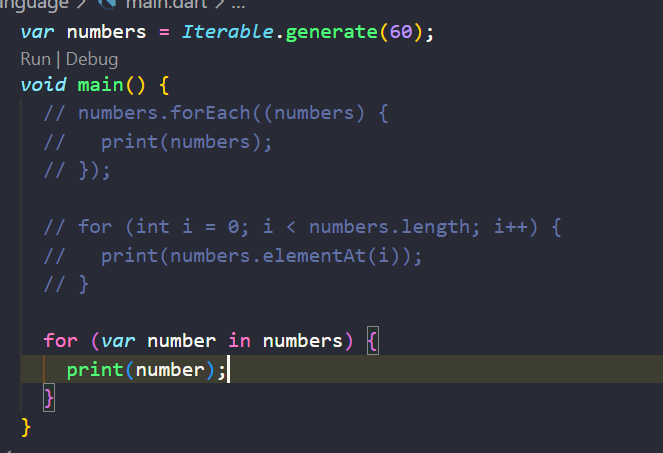 anguage > main.dart > ...
var numbers = Iterable.generate(60);
Run | Debug
void main() {
  // numbers.forEach((numbers) {
  //   print(numbers);
  // });

  // for (int i = 0; i < numbers.length; i++) {
  //   print(numbers.elementAt(i));
  // }

  for (var number in numbers) {
    print(number);
  }
}